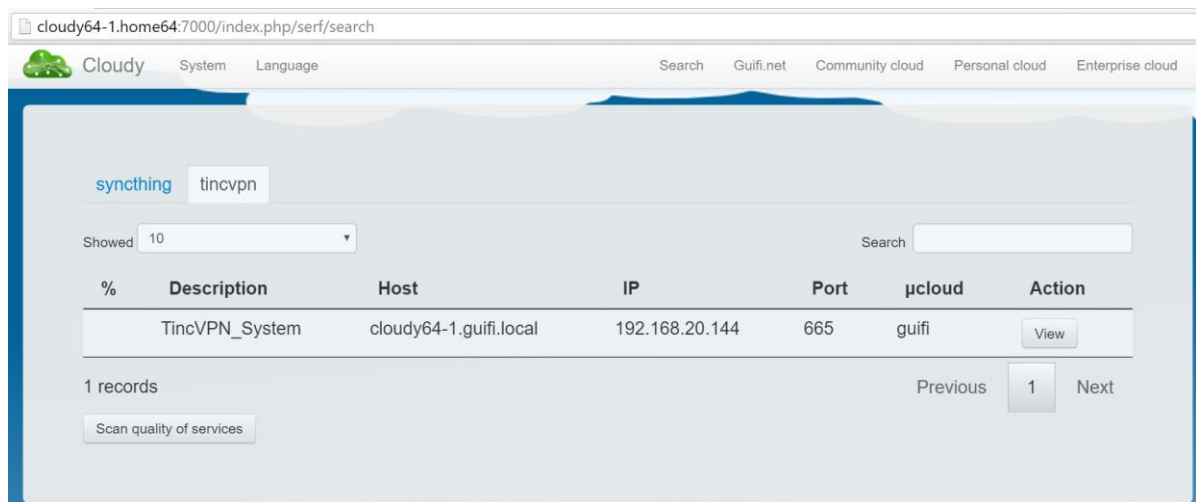 cloudy64-1.home64:7000/index.php/serf/search
Cloudy System Language Search Guifi.net Community cloud Personal cloud Enterprise cloud
syncthing tincvpn
Showed 10 Search
% Description Host IP Port µcloud Action
TincVPN_System cloudy64-1.guifi.local 192.168.20.144 665 guifi View
1 records Previous 1 Next
Scan quality of services